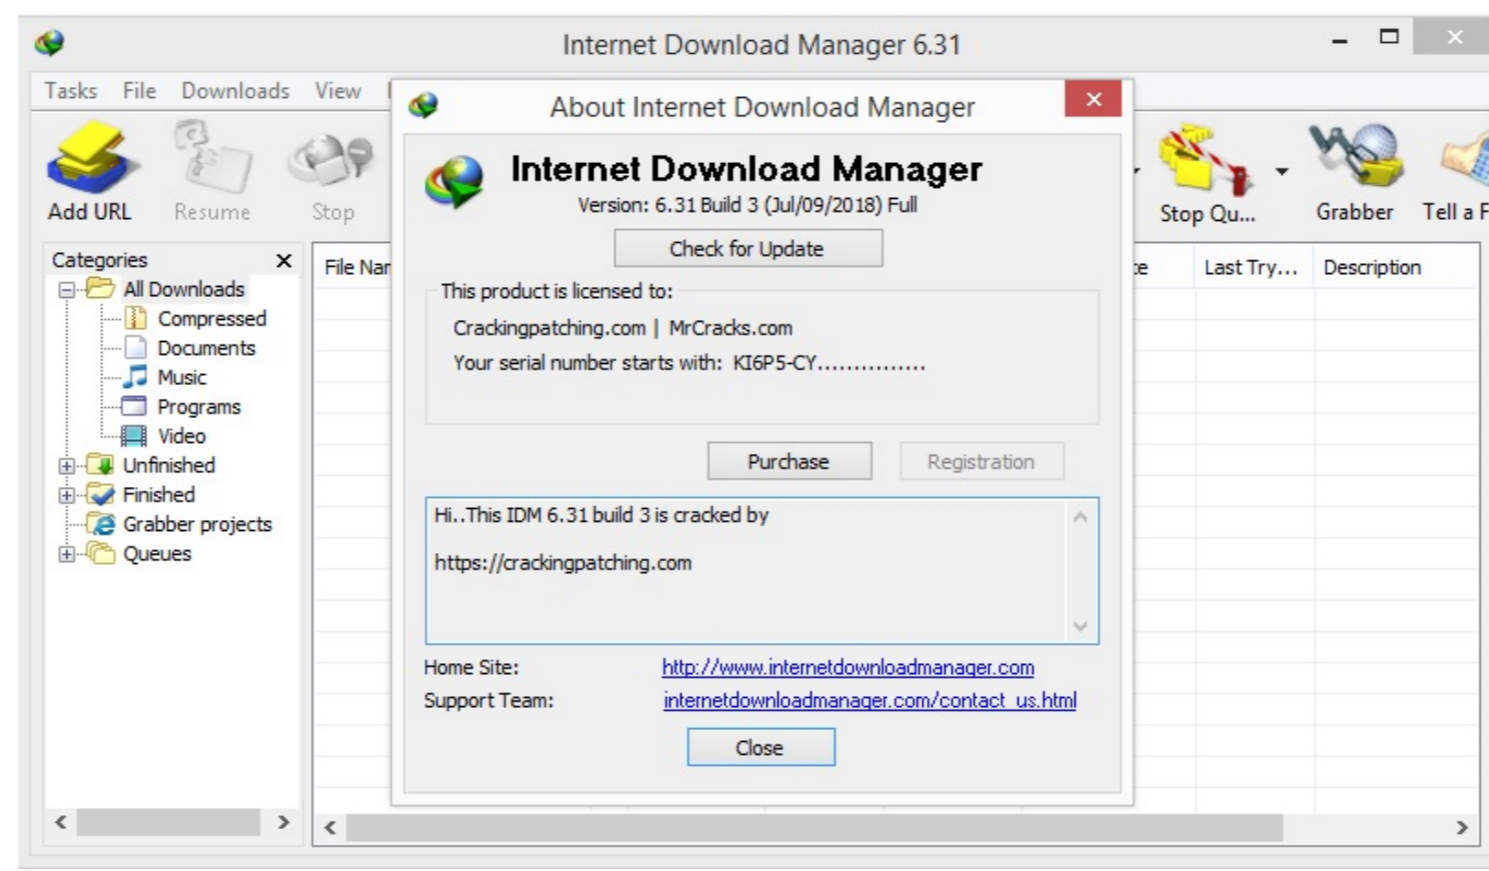 Internet Download Manager 6.31
Tasks File Downloads View
About Internet Download Manager
Add URL Resume Stop
Stop Qu... Grabber Tell a F
Internet Download Manager
Version: 6.31 Build 3 (Jul/09/2018) Full
Check for Update
Categories
All Downloads
Compressed
Documents
Music
Programs
Video
Unfinished
Finished
Grabber projects
Queues
File Nar
Last Try... Description
This product is licensed to:
Crackingpatching.com | MrCracks.com
Your serial number starts with: KI6P5-CY...............
Purchase Registration
Hi..This IDM 6.31 build 3 is cracked by
https://crackingpatching.com
Home Site: http://www.internetdownloadmanager.com
Support Team: internetdownloadmanager.com/contact_us.html
Close